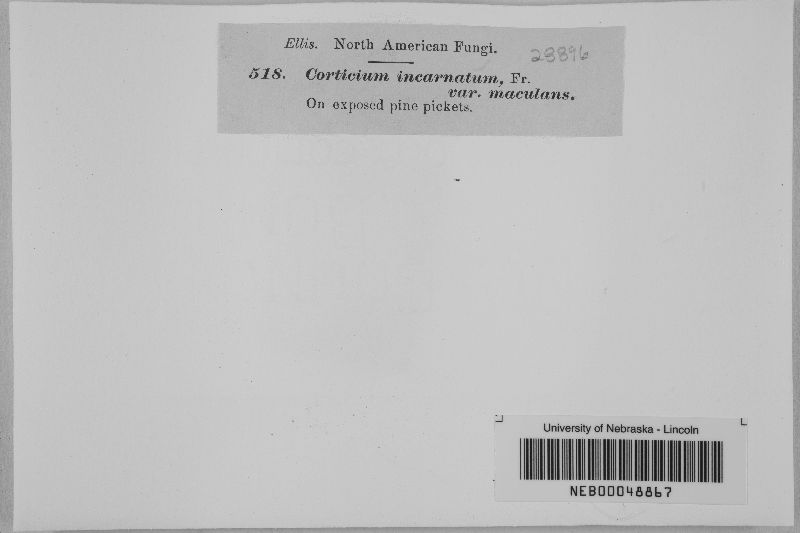 Ellis. North American Fungi.
28896
518. Corticium incarnatum, Fr.
var. maculans.
On exposed pine pickets.
University of Nebraska - Lincoln
NEB00048867